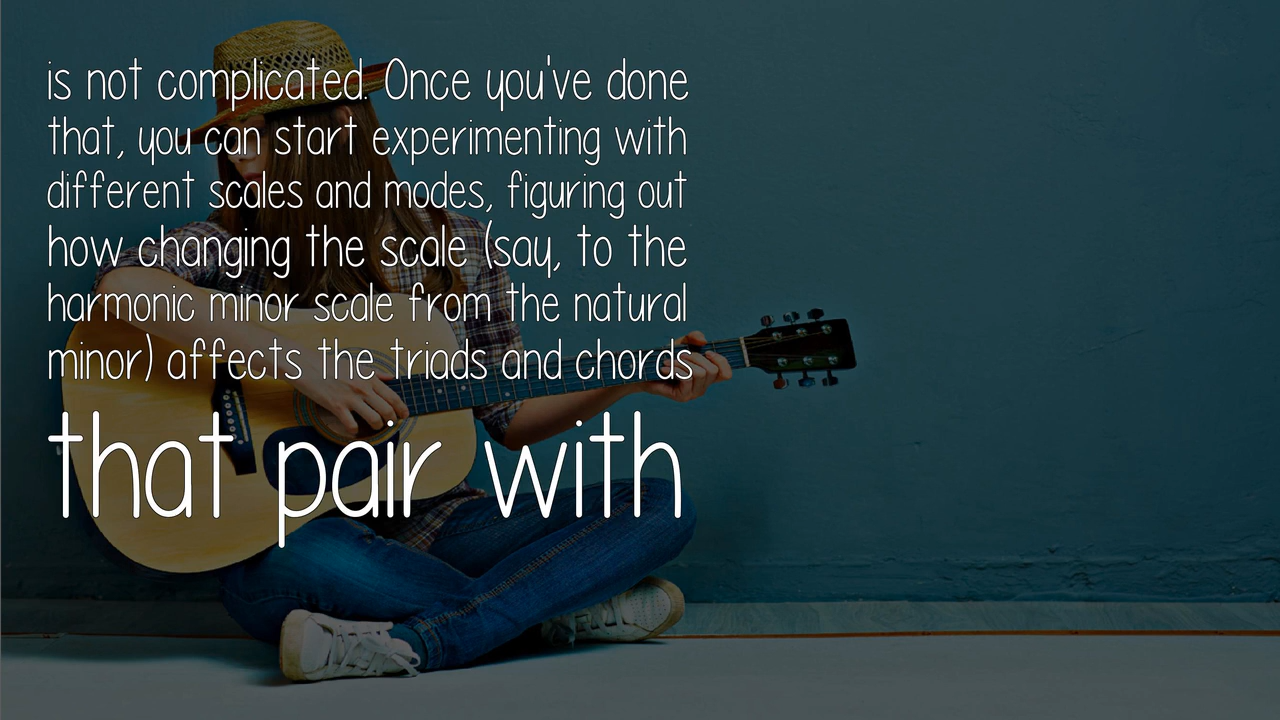 is not complicated. Once you've done
that, you can start experimenting with
different scales and modes, figuring out
how changing the scale (say, to the
harmonic minor scale from the natural
minor) affects the triads and chords
that pair with